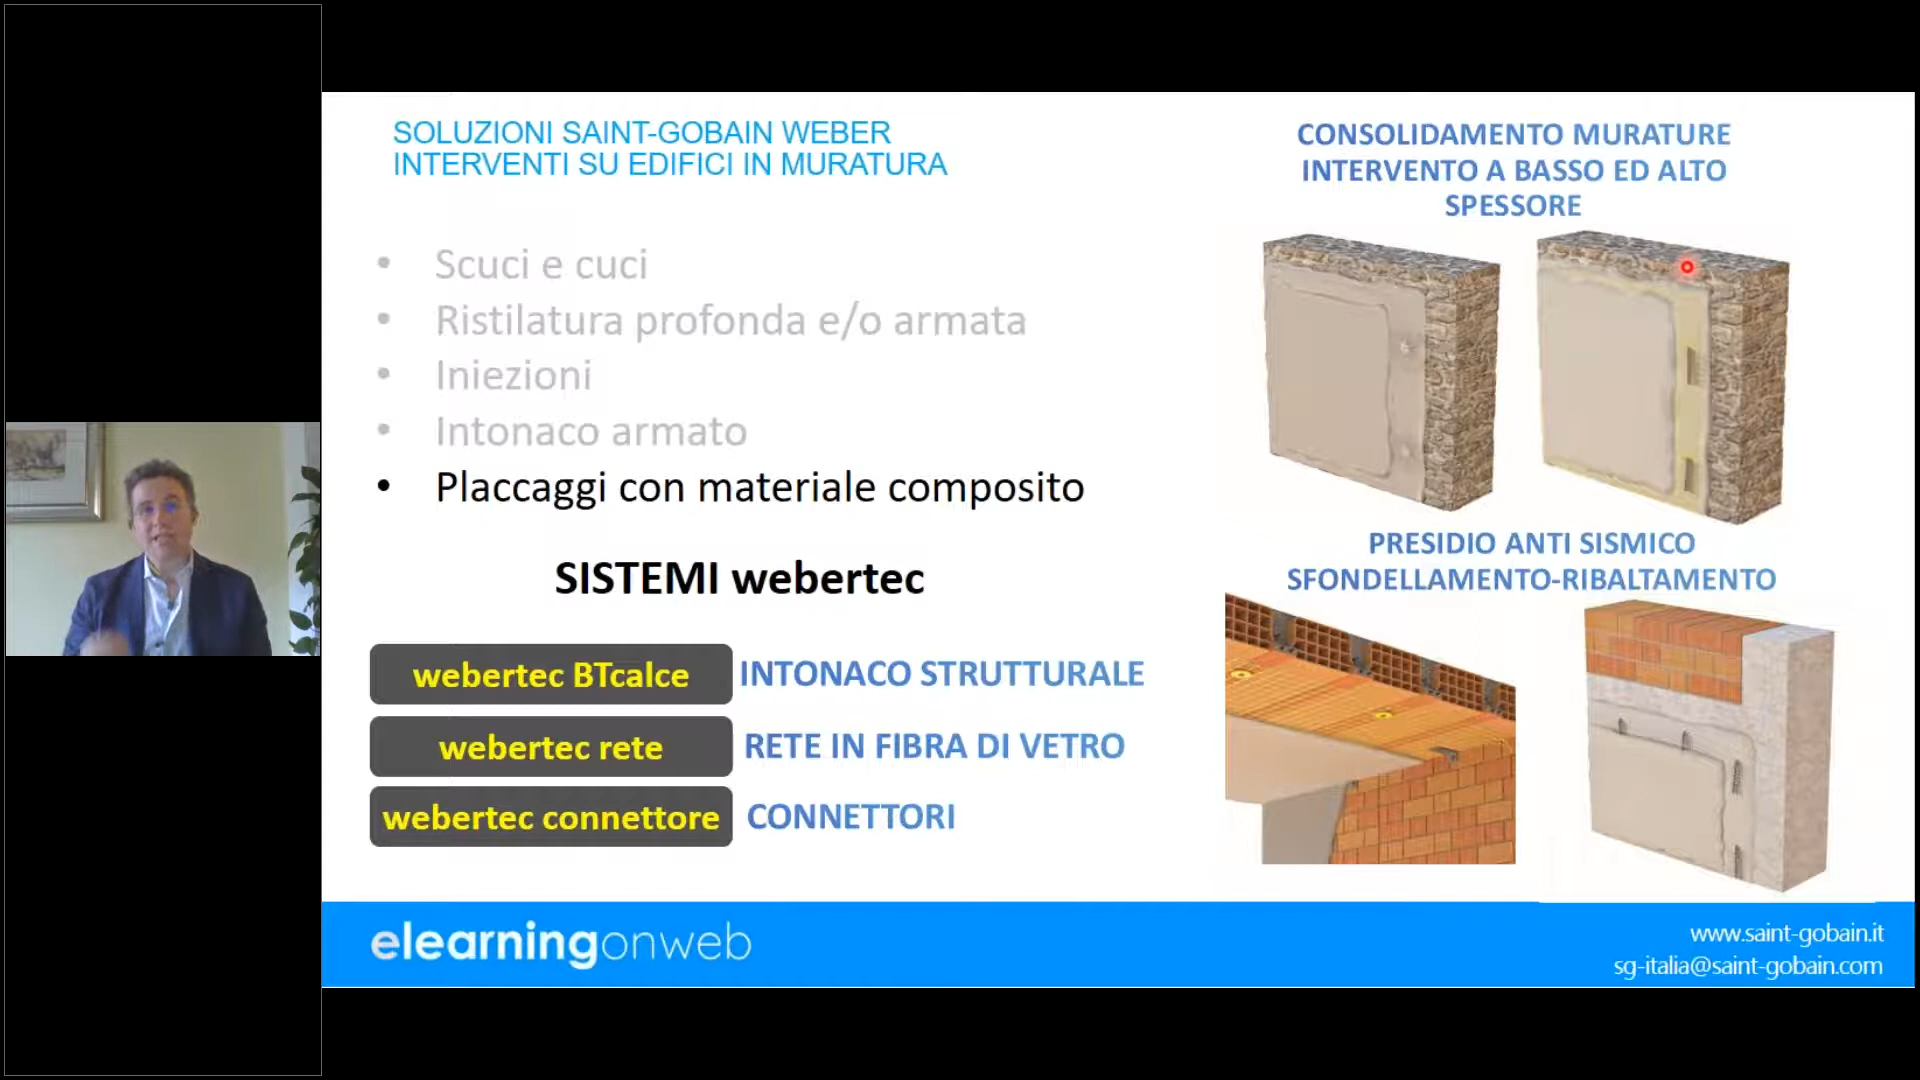 SOLUZIONI SAINT-GOBAIN WEBER
INTERVENTI SU EDIFICI IN MURATURA
• Scuci e cuci
• Ristilatura profonda e/o armata
• Iniezioni
• Intonaco armato
• Placcaggi con materiale composito
SISTEMI webertec
webertec BTcalce INTONACO STRUTTURALE
webertec rete RETE IN FIBRA DI VETRO
webertec connettore CONNETTORI
CONSOLIDAMENTO MURATURE
INTERVENTO A BASSO ED ALTO
SPESSORE
PRESIDIO ANTI SISMICO
SFONDELLAMENTO-RIBALTAMENTO
elearningonweb
www.saint-gobain.it
sg-italia@saint-gobain.com